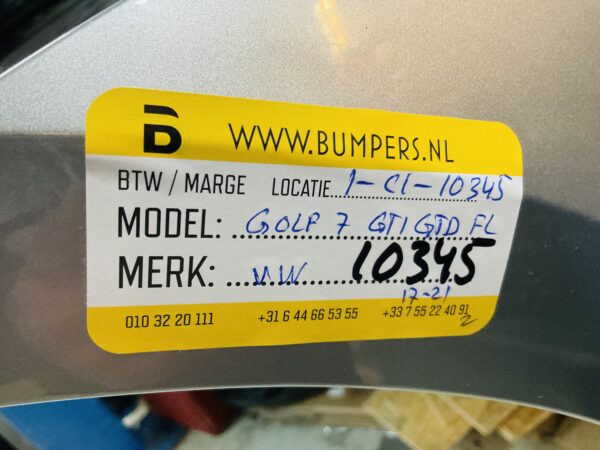 B WWW.BUMPERS.NL
BTW / MARGE LOCATIE 1-C1-10345
MODEL: GOLF 7 GTI GTD FL
MERK: VW 10345
17-21
010 32 20 111 +31 6 44 66 53 55 +33 7 55 22 40 91
2